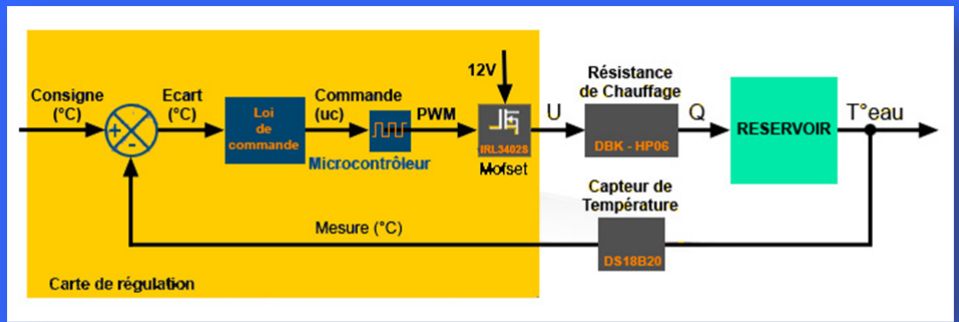 Consigne
(°C)
Ecart
(°C)
Loi
de
commande
Commande
(uc)
Microcontrôleur
PWM
12V
IRL3402S
Mofset
U
Résistance
de Chauffage
DBK - HP06
Q
RESERVOIR
T°eau
Capteur de
Température
DS18B20
Mesure (°C)
Carte de régulation